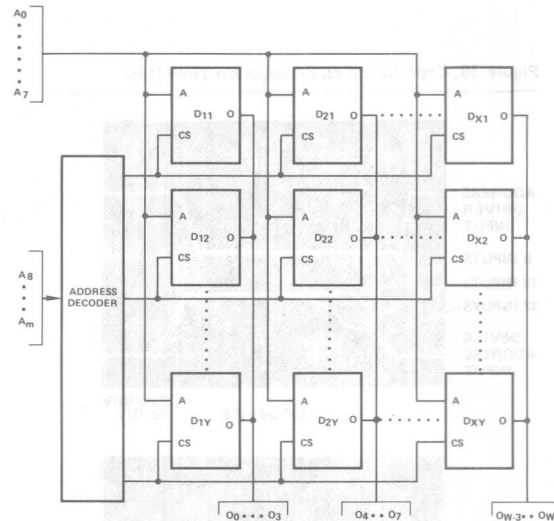 A0
A7
A
D11
O
CS
A
D21
O
CS
A
DX1
O
CS
A
D12
O
CS
A
D22
O
CS
A
DX2
O
CS
A8
Am
ADDRESS
DECODER
A
D1Y
O
CS
A
D2Y
O
CS
A
DXY
O
CS
O0 • • • O3
O4 • • O7
OW-3 • • OW